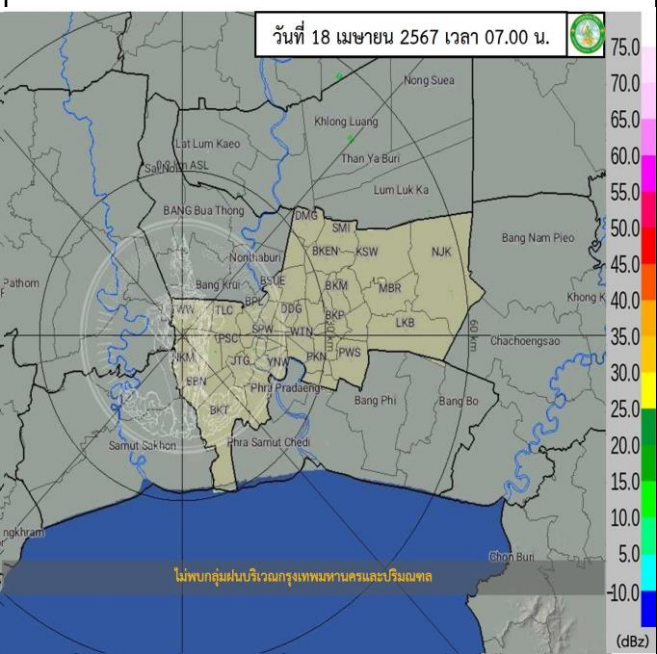 วันที่ 18 เมษายน 2567 เวลา 07.00 น.
75.0
Nong Suea
70.0
Khlong Luang
65.0
Lat Lum Kaeo
Than Ya Buri
60.0
km ASL
Lum Luk Ka
55.0
BANG Bua Thong
DMG
50.0
SMI
Bang Nam Pieo
BKEN
KSW
NJK
45.0
Nonthaburi
Pathom
Bang Krui
BSUE
BKM
MBR
Khong K
40.0
BPL
TWW
TLC
DDG
BKP
LKB
35.0
PSC
SPW
WTN
60 km
Chachoengsao
NKM
JTG
YNW
PKN
PWS
30.0
BBN
Phra Pradaeng
25.0
BKT
Bang Phi
Bang Bo
20.0
Samut Sakhon
Phra Samut Chedi
15.0
10.0
ngkhram
Chon Buri
5.0
ไม่พบกลุ่มฝนบริเวณกรุงเทพมหานครและปริมณฑล
-10.0
(dBz)